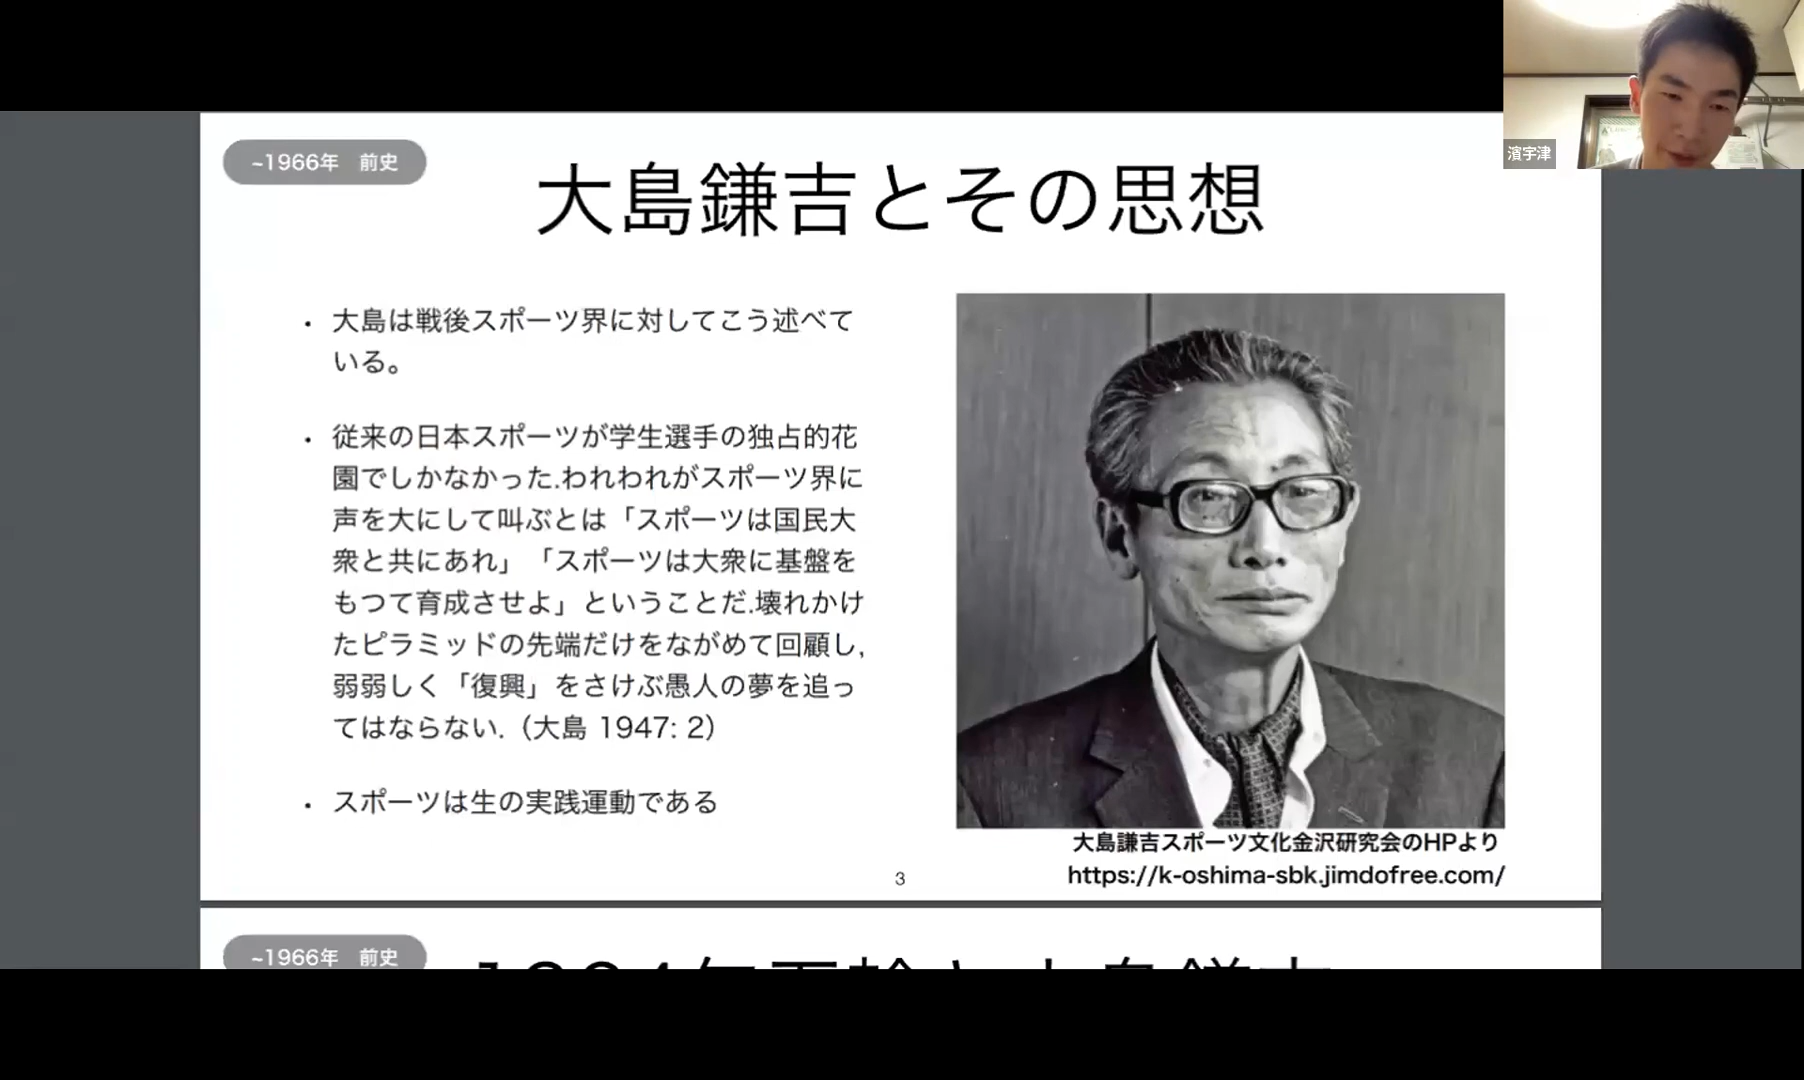 濱宇津
~1966年 前史
大島鎌吉とその思想
・大島は戦後スポーツ界に対してこう述べて
いる。
・従来の日本スポーツが学生選手の独占的花
園でしかなかった.われわれがスポーツ界に
声を大にして叫ぶとは「スポーツは国民大
衆と共にあれ」「スポーツは大衆に基盤を
もつて育成させよ」ということだ.壊れかけ
たピラミッドの先端だけをながめて回顧し,
弱弱しく「復興」をさけぶ愚人の夢を追っ
てはならない.（大島 1947: 2）
・スポーツは生の実践運動である
大島謙吉スポーツ文化金沢研究会のHPより
https://k-oshima-sbk.jimdofree.com/
3
~1966年 前史